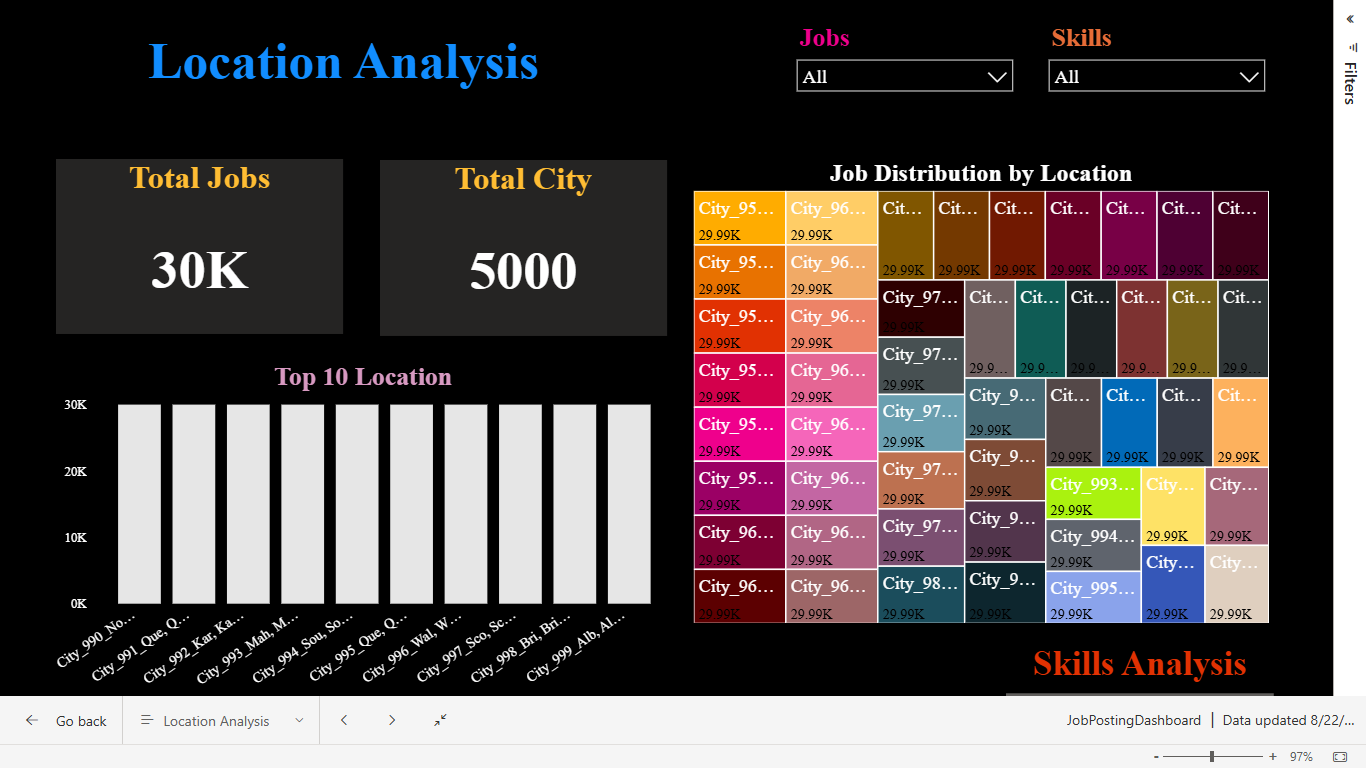 Location Analysis
Jobs
All
Skills
All
Filters
Total Jobs
30K
Total City
5000
Top 10 Location
30K
20K
10K
0K
City_990_No...
City_991_Que, Q...
City_992_Kar, Ka...
City_993_Mah, M...
City_994_Sou, So...
City_995_Que, Q...
City_996_Wal, W...
City_997_Sco, Sc...
City_998_Bri, Bri...
City_999_Alb, Al...
Job Distribution by Location
City_95...
29.99K
City_95...
29.99K
City_95...
29.99K
City_95...
29.99K
City_95...
29.99K
City_95...
29.99K
City_96...
29.99K
City_96...
29.99K
City_96...
29.99K
City_96...
29.99K
City_96...
29.99K
City_96...
29.99K
City_96...
29.99K
City_96...
29.99K
City_96...
29.99K
City_96...
29.99K
Cit...
29.99K
Cit...
29.99K
Cit...
29.99K
Cit...
29.99K
Cit...
29.99K
Cit...
29.99K
Cit...
29.99K
City_97...
29.99K
City_97...
29.99K
City_97...
29.99K
City_97...
29.99K
City_97...
29.99K
City_98...
29.99K
Cit...
29.9...
Cit...
29.9...
Cit...
29.9...
Cit...
29.9...
Cit...
29.9...
Cit...
29.9...
City_9...
29.99K
City_9...
29.99K
City_9...
29.99K
City_9...
29.99K
Cit...
29.99K
Cit...
29.99K
Cit...
29.99K
Cit...
29.99K
City_993...
29.99K
City_994...
29.99K
City_995...
29.99K
City...
29.99K
City...
29.99K
City...
29.99K
City...
29.99K
Skills Analysis
Go back
Location Analysis
JobPostingDashboard | Data updated 8/22/...
- + 97%